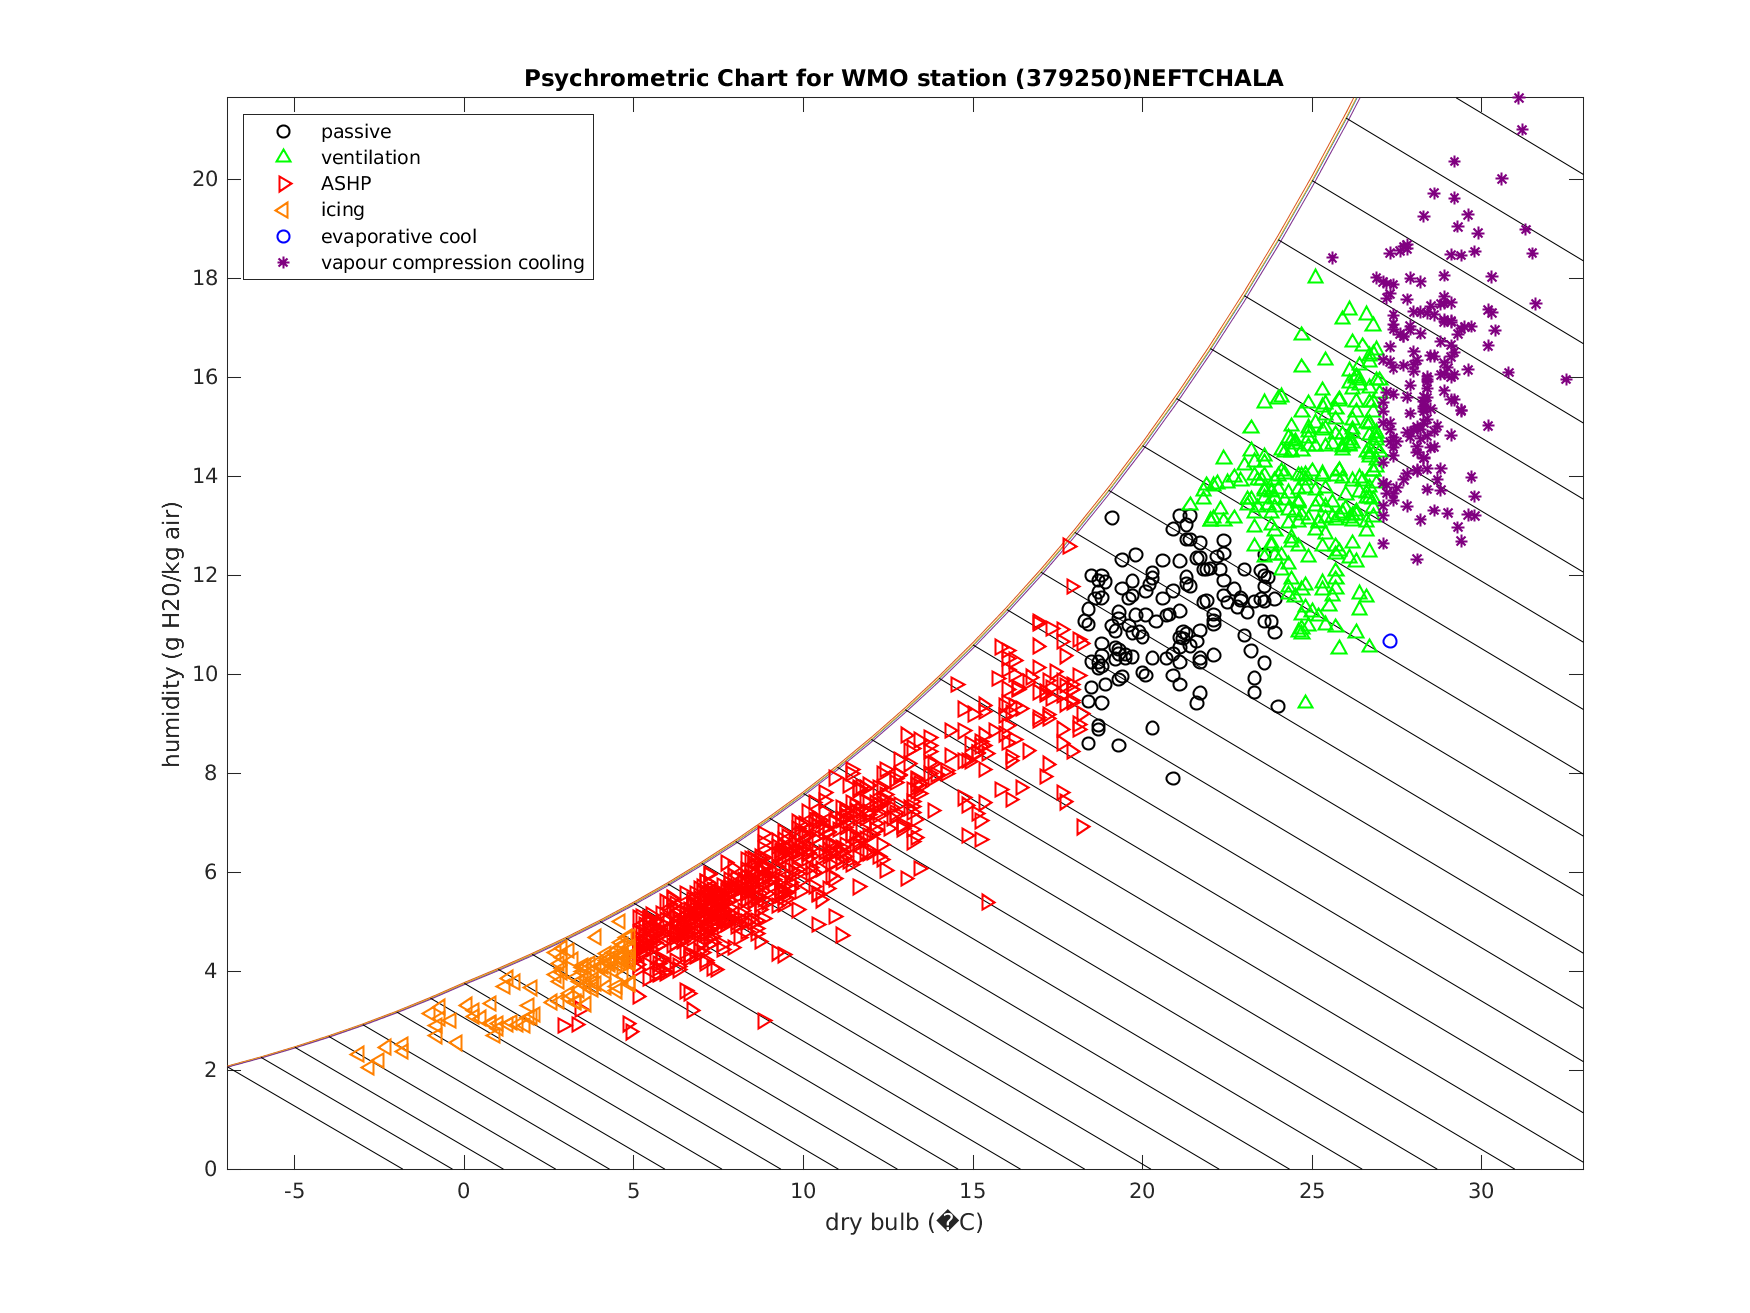 Psychrometric Chart for WMO station (379250)NEFTCHALA
passive
ventilation
ASHP
icing
evaporative cool
vapour compression cooling
humidity (g H20/kg air)
20
18
16
14
12
10
8
6
4
2
0
-5 0 5 10 15 20 25 30
dry bulb (�C)